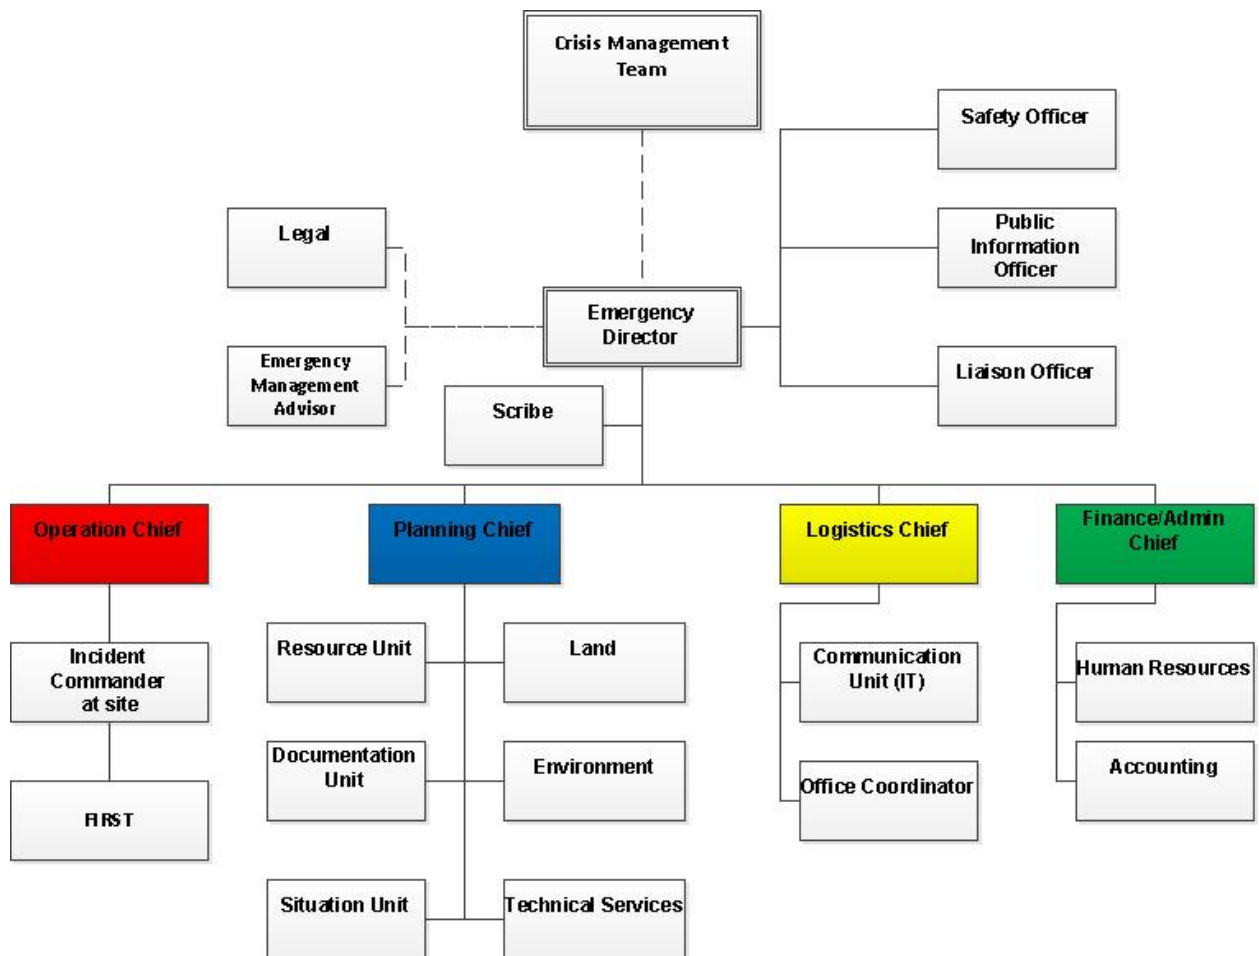 Crisis Management
Team
Safety Officer
Legal
Public
Information
Officer
Emergency
Director
Emergency
Management
Advisor
Liaison Officer
Scribe
Operation Chief
Planning Chief
Logistics Chief
Finance/Admin
Chief
Incident
Commander
at site
Resource Unit
Land
Communication
Unit (IT)
Human Resources
Documentation
Unit
Environment
Office Coordinator
Accounting
FIRST
Situation Unit
Technical Services